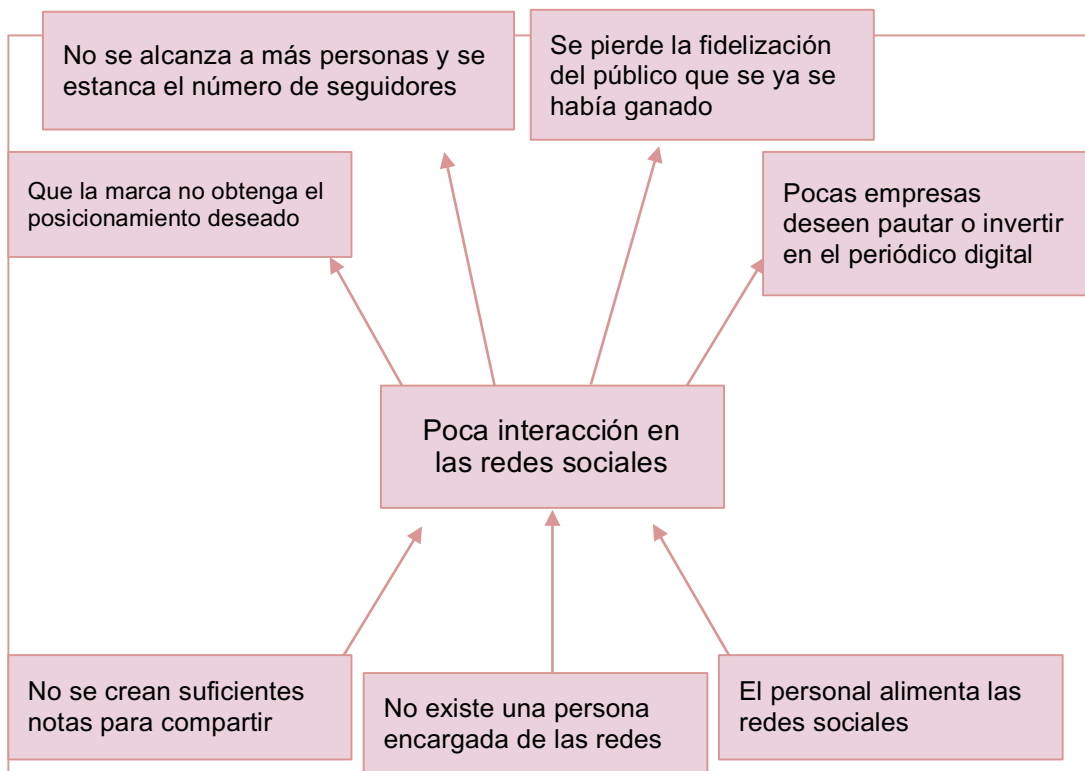 No se alcanza a más personas y se
estanca el número de seguidores
Se pierde la fidelización
del público que se ya se
había ganado
Que la marca no obtenga el
posicionamiento deseado
Pocas empresas
deseen pautar o invertir
en el periódico digital
Poca interacción en
las redes sociales
No se crean suficientes
notas para compartir
No existe una persona
encargada de las redes
El personal alimenta las
redes sociales